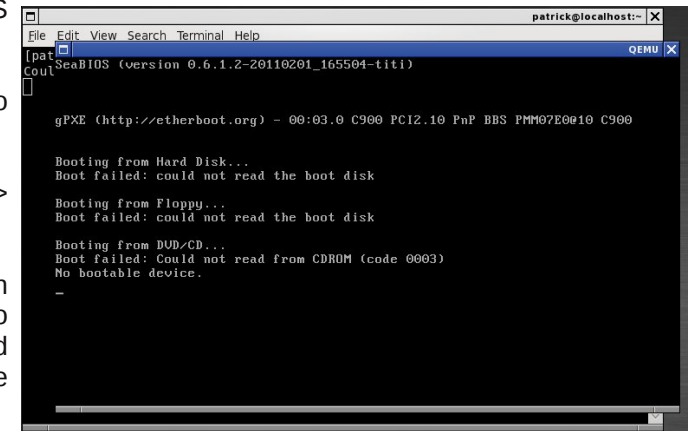 S
patrick@localhost:~
File Edit View Search Terminal Help
[pat
QEMU
Coul
SeaBIOS (version 0.6.1.2-20110201_165504-titi)
o
gPXE (http://etherboot.org) - 00:03.0 C900 PCI2.10 PnP BBS PMM07E0@10 C900
Booting from Hard Disk...
Boot failed: could not read the boot disk
>
Booting from Floppy...
Boot failed: could not read the boot disk
Booting from DVD/CD...
Boot failed: Could not read from CDROM (code 0003)
No bootable device.
n
o
d
e